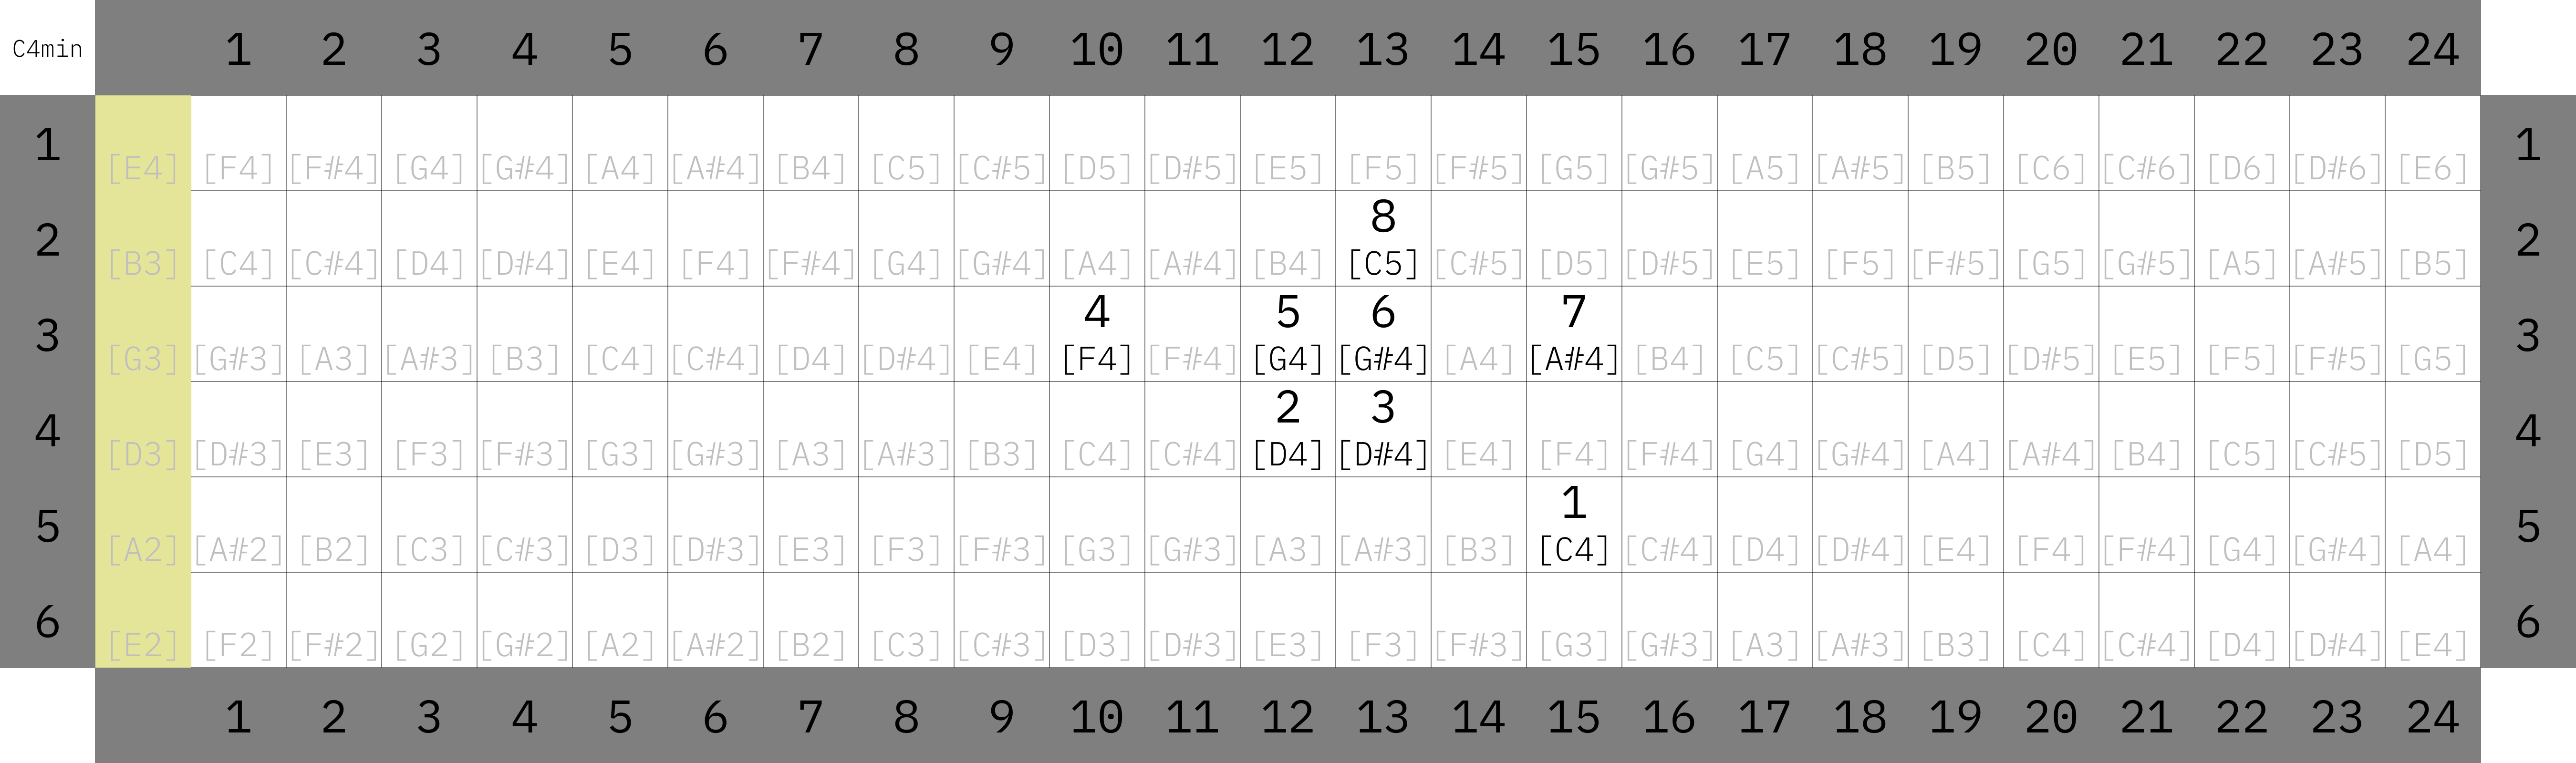 C4min 1 2 3 4 5 6 7 8 9 10 11 12 13 14 15 16 17 18 19 20 21 22 23 24
1 [E4] [F4] [F#4] [G4] [G#4] [A4] [A#4] [B4] [C5] [C#5] [D5] [D#5] [E5] [F5] [F#5] [G5] [G#5] [A5] [A#5] [B5] [C6] [C#6] [D6] [D#6] [E6] 1
8
2 [B3] [C4] [C#4] [D4] [D#4] [E4] [F4] [F#4] [G4] [G#4] [A4] [A#4] [B4] [C5] [C#5] [D5] [D#5] [E5] [F5] [F#5] [G5] [G#5] [A5] [A#5] [B5] 2
4 5 6 7
3 [G3] [G#3] [A3] [A#3] [B3] [C4] [C#4] [D4] [D#4] [E4] [F4] [F#4] [G4] [G#4] [A4] [A#4] [B4] [C5] [C#5] [D5] [D#5] [E5] [F5] [F#5] [G5] 3
2 3
4 [D3] [D#3] [E3] [F3] [F#3] [G3] [G#3] [A3] [A#3] [B3] [C4] [C#4] [D4] [D#4] [E4] [F4] [F#4] [G4] [G#4] [A4] [A#4] [B4] [C5] [C#5] [D5] 4
1
5 [A2] [A#2] [B2] [C3] [C#3] [D3] [D#3] [E3] [F3] [F#3] [G3] [G#3] [A3] [A#3] [B3] [C4] [C#4] [D4] [D#4] [E4] [F4] [F#4] [G4] [G#4] [A4] 5
6 [E2] [F2] [F#2] [G2] [G#2] [A2] [A#2] [B2] [C3] [C#3] [D3] [D#3] [E3] [F3] [F#3] [G3] [G#3] [A3] [A#3] [B3] [C4] [C#4] [D4] [D#4] [E4] 6
1 2 3 4 5 6 7 8 9 10 11 12 13 14 15 16 17 18 19 20 21 22 23 24